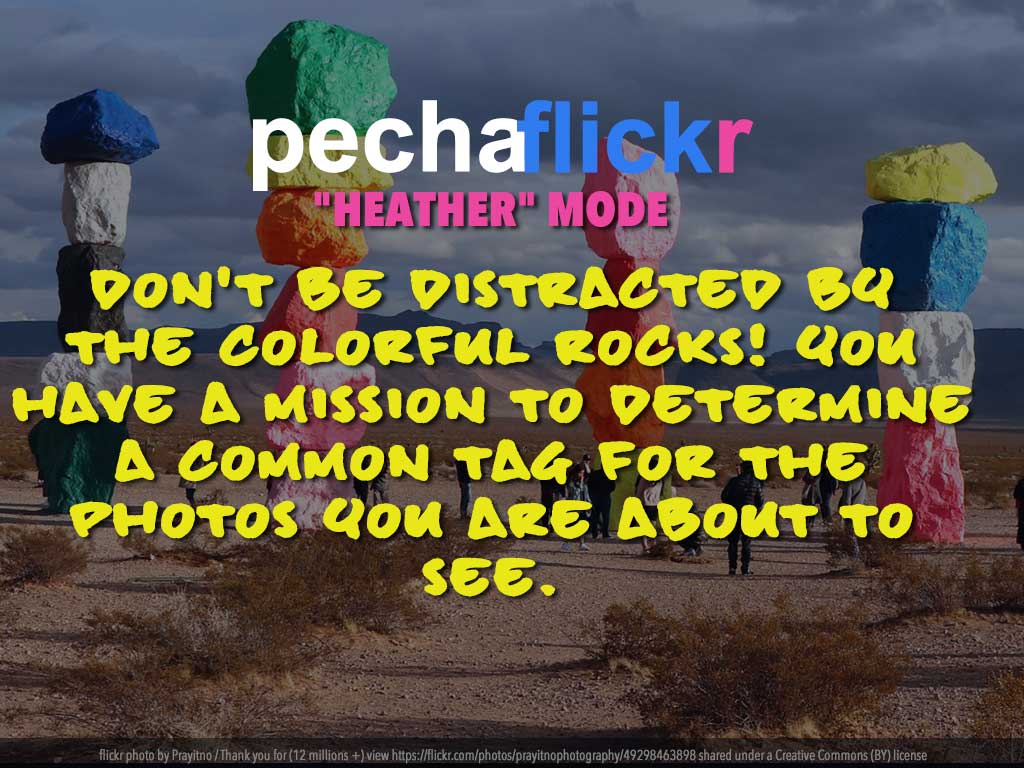 pechaflickr
"HEATHER" MODE
DON'T BE DISTRACTED BY
THE COLORFUL ROCKS! YOU
HAVE A MISSION TO DETERMINE
A COMMON TAG FOR THE
PHOTOS YOU ARE ABOUT TO
SEE.
flickr photo by Prayitno / Thank you for (12 millions +) view https://flickr.com/photos/prayitnophotography/49298463898 shared under a Creative Commons (BY) license